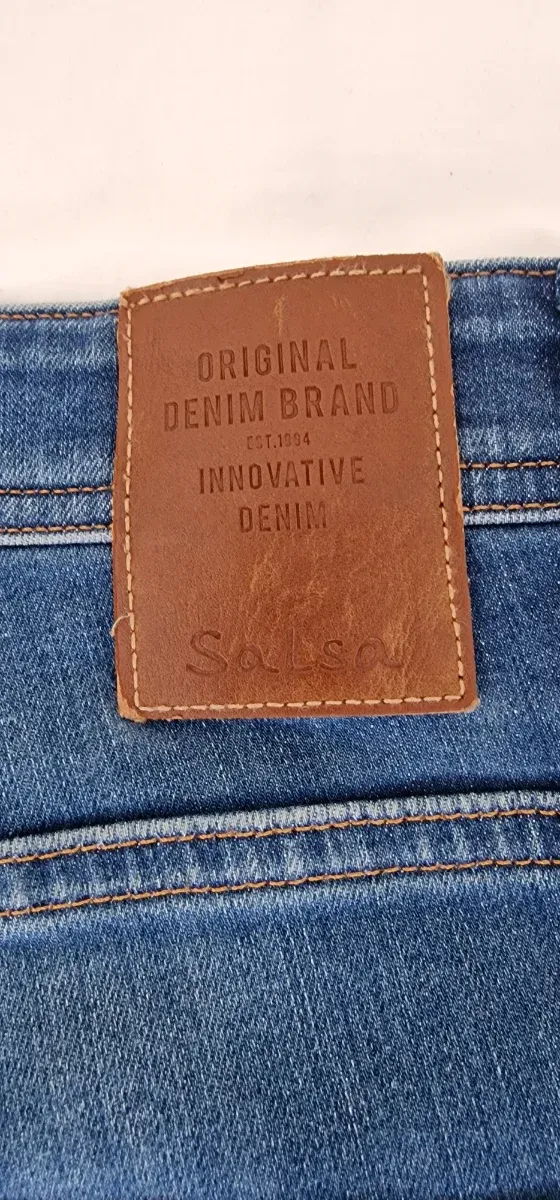 ORIGINAL
DENIM BRAND
EST.1994
INNOVATIVE
DENIM
Salsa